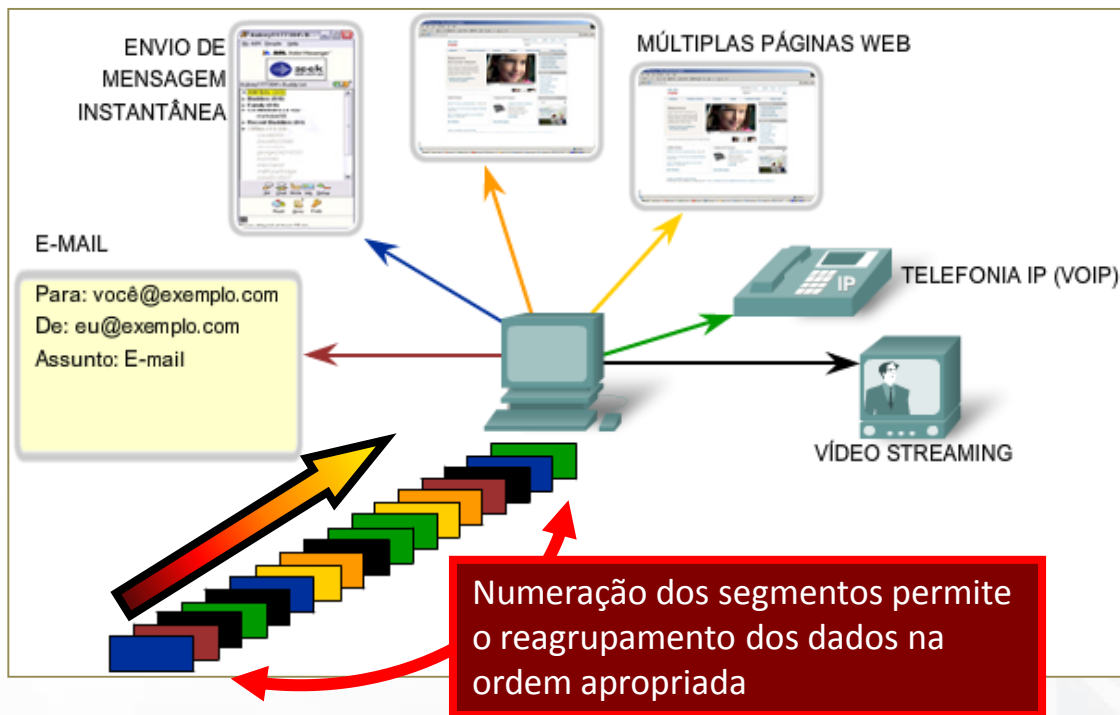 ENVIO DE
MENSAGEM
INSTANTÂNEA
MÚLTIPLAS PÁGINAS WEB
E-MAIL
Para: você@exemplo.com
De: eu@exemplo.com
Assunto: E-mail
IP
TELEFONIA IP (VOIP)
VÍDEO STREAMING
Numeração dos segmentos permite
o reagrupamento dos dados na
ordem apropriada